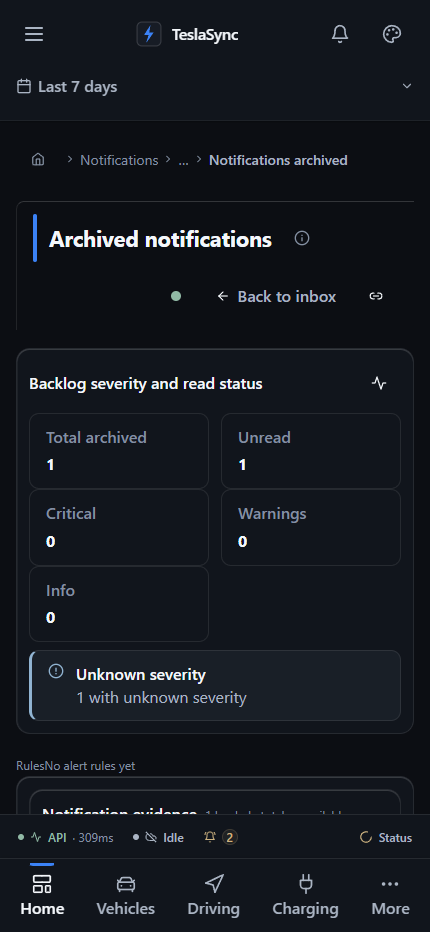 TeslaSync
Last 7 days
Notifications ... Notifications archived
Archived notifications
Back to inbox
Backlog severity and read status
Total archived Unread
1 1
Critical Warnings
0 0
Info
0
Unknown severity
1 with unknown severity
RulesNo alert rules yet
Notification evidence
API · 309ms Idle 2 Status
Home Vehicles Driving Charging More